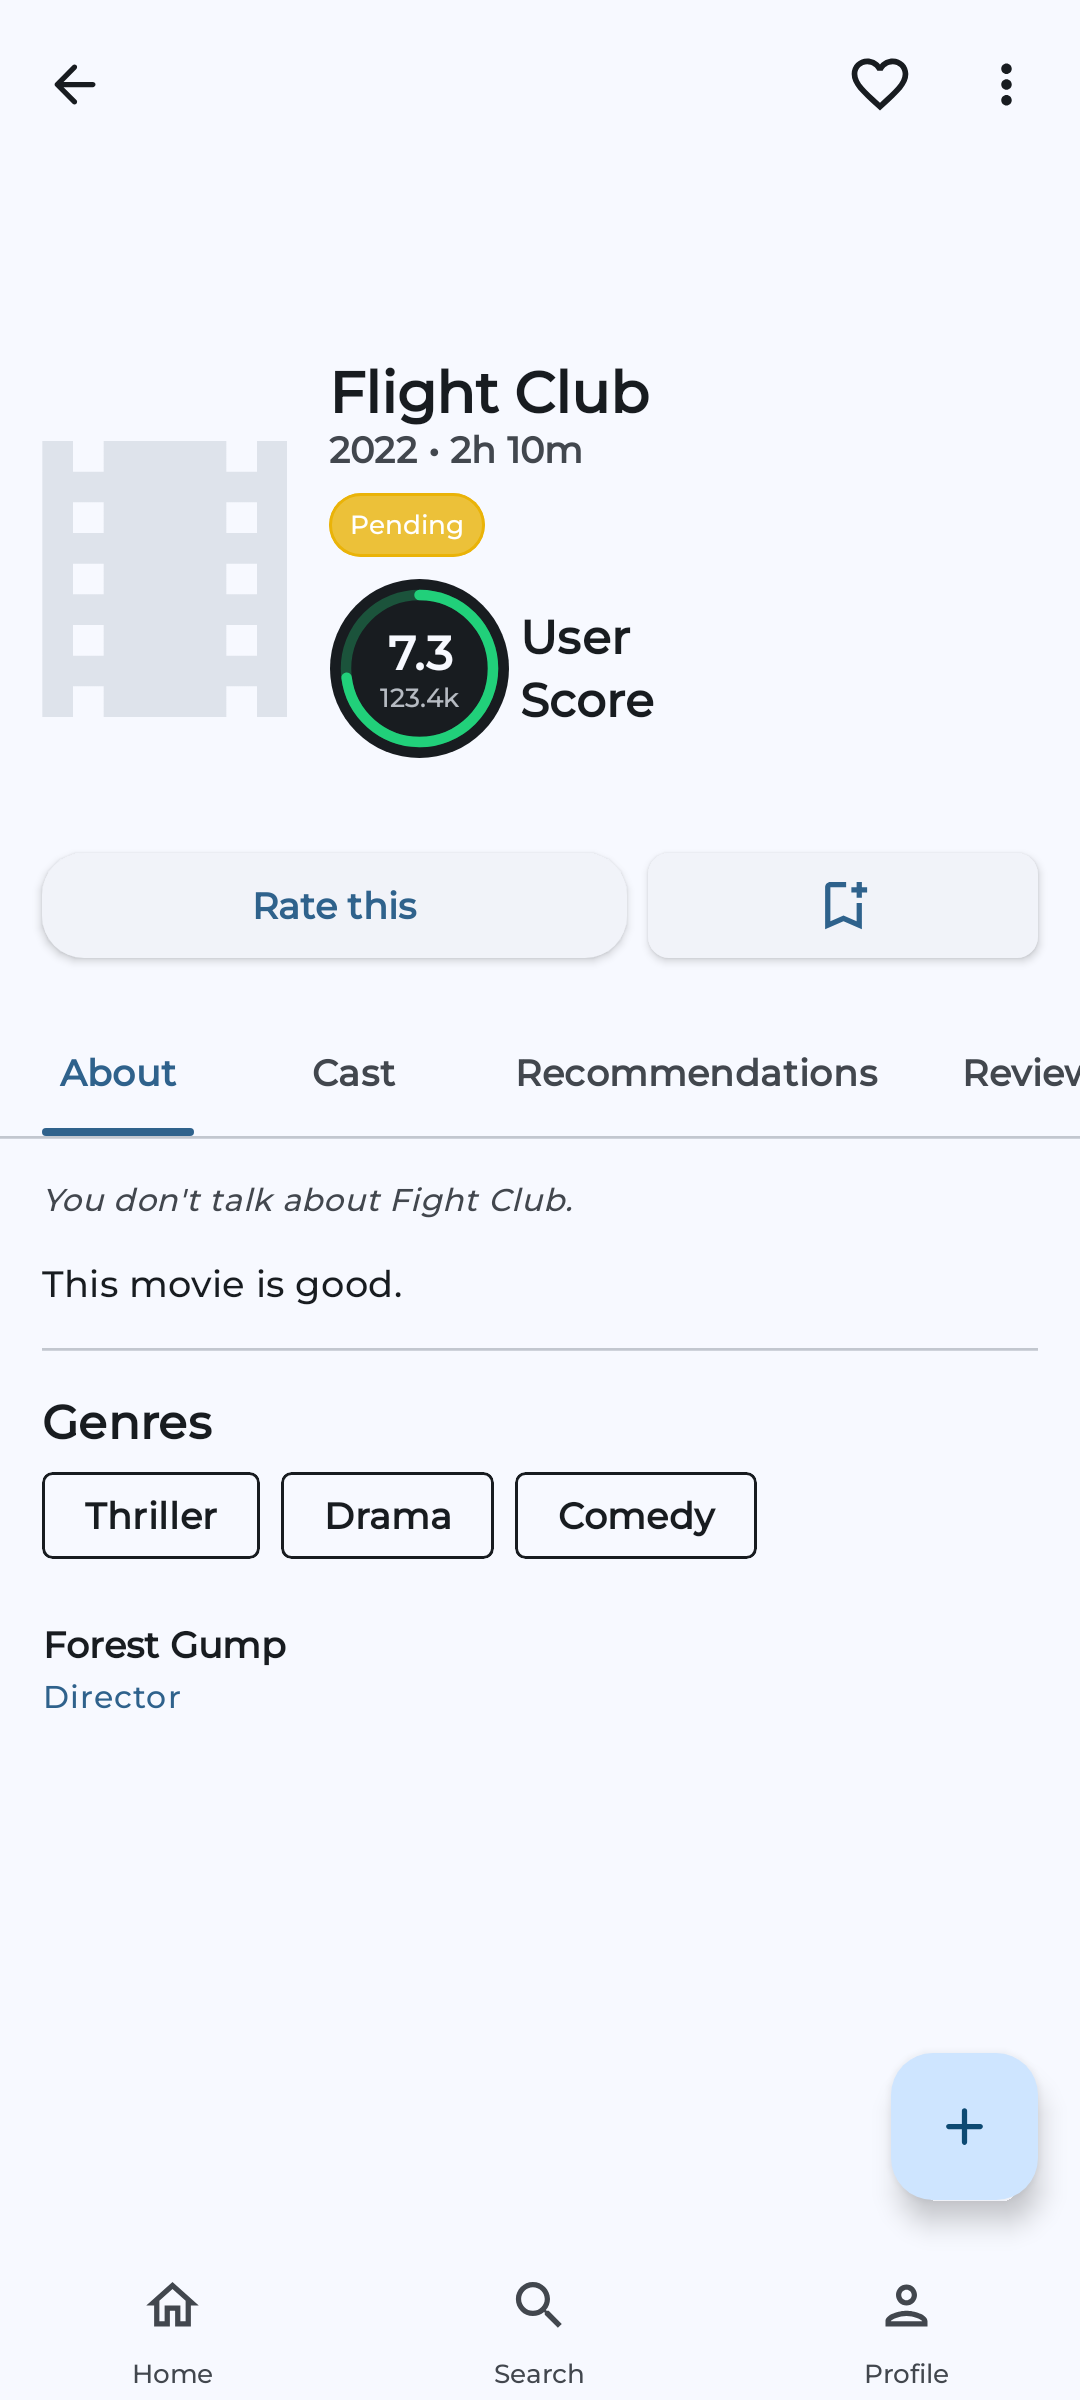 Flight Club
2022 • 2h 10m
Pending
7.3
123.4k
User
Score
Rate this
About Cast Recommendations Review
You don't talk about Fight Club.
This movie is good.
Genres
Thriller Drama Comedy
Forest Gump
Director
Home Search Profile